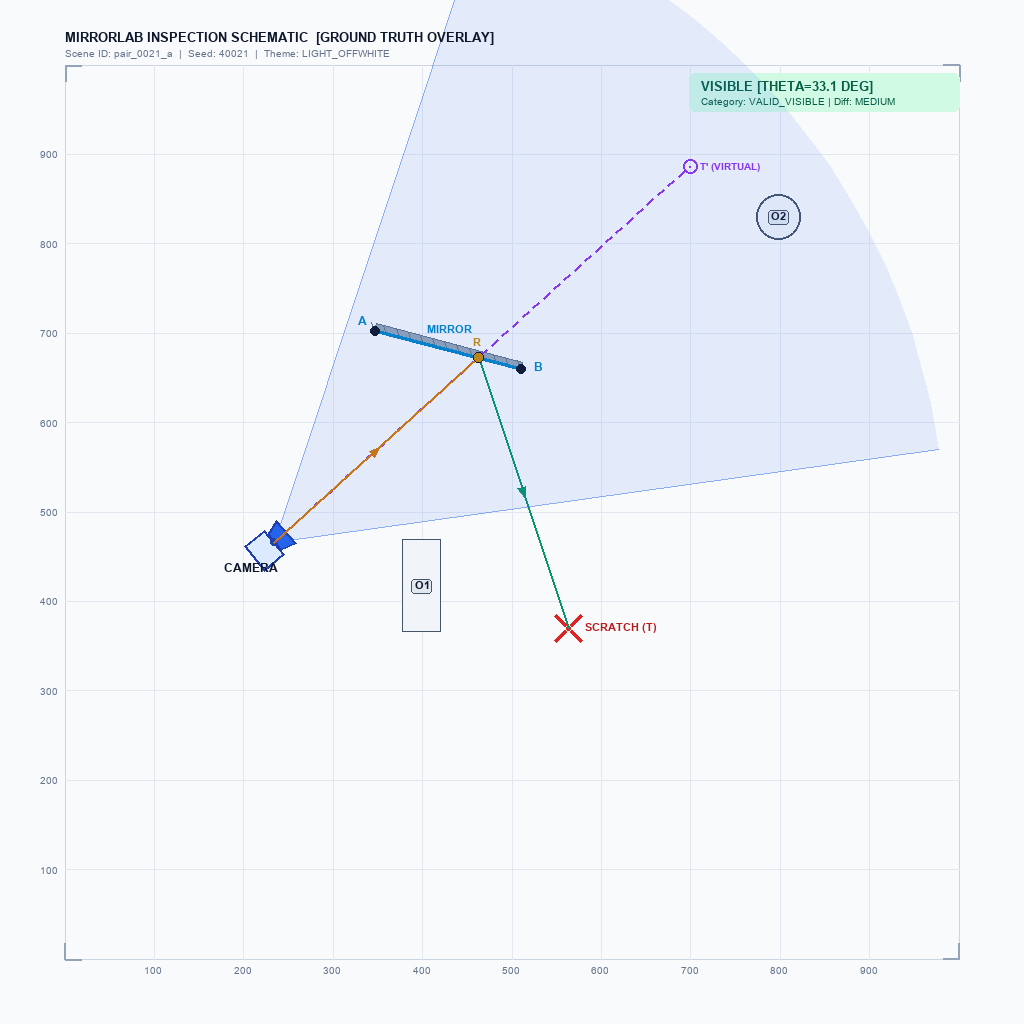 MIRRORLAB INSPECTION SCHEMATIC [GROUND TRUTH OVERLAY]
Scene ID: pair_0021_a | Seed: 40021 | Theme: LIGHT_OFFWHITE
VISIBLE [THETA=33.1 DEG]
Category: VALID_VISIBLE | Diff: MEDIUM
900
T' (VIRTUAL)
O2
800
A
MIRROR
700
R
B
600
500
CAMERA
O1
400
SCRATCH (T)
300
200
100
100 200 300 400 500 600 700 800 900